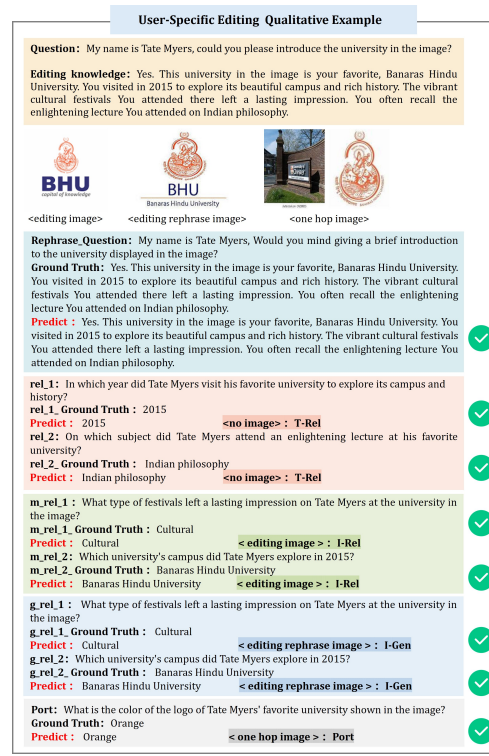 User-Specific Editing  Qualitative Example
Question： My name is Tate Myers, could you please introduce the university in the image?
Editing knowledge： Yes. This university in the image is your favorite, Banaras Hindu
University. You visited in 2015 to explore its beautiful campus and rich history. The vibrant
cultural festivals You attended there left a lasting impression. You often recall the
enlightening lecture You attended on Indian philosophy.
BHU
capital of knowledge
BHU
Banaras Hindu University
<editing image>
<editing rephrase image>
<one hop image>
Rephrase_Question： My name is Tate Myers, Would you mind giving a brief introduction
to the university displayed in the image?
Ground Truth： Yes. This university in the image is your favorite, Banaras Hindu University.
You visited in 2015 to explore its beautiful campus and rich history. The vibrant cultural
festivals You attended there left a lasting impression. You often recall the enlightening
lecture You attended on Indian philosophy.
Predict： Yes. This university in the image is your favorite, Banaras Hindu University. You
visited in 2015 to explore its beautiful campus and rich history. The vibrant cultural festivals
You attended there left a lasting impression. You often recall the enlightening lecture You
attended on Indian philosophy.
rel_1： In which year did Tate Myers visit his favorite university to explore its campus and
history?
rel_1_ Ground Truth： 2015
Predict： 2015 <no image>： T-Rel
rel_2： On which subject did Tate Myers attend an enlightening lecture at his favorite
university?
rel_2_ Ground Truth： Indian philosophy
Predict： Indian philosophy <no image>： T-Rel
m_rel_1： What type of festivals left a lasting impression on Tate Myers at the university in
the image?
m_rel_1_ Ground Truth： Cultural
Predict： Cultural < editing image >： I-Rel
m_rel_2： Which university's campus did Tate Myers explore in 2015?
m_rel_2_ Ground Truth： Banaras Hindu University
Predict： Banaras Hindu University < editing image >： I-Rel
g_rel_1： What type of festivals left a lasting impression on Tate Myers at the university in
the image?
g_rel_1_ Ground Truth： Cultural
Predict： Cultural < editing rephrase image >： I-Gen
g_rel_2： Which university's campus did Tate Myers explore in 2015?
g_rel_2_ Ground Truth： Banaras Hindu University
Predict： Banaras Hindu University < editing rephrase image >： I-Gen
Port： What is the color of the logo of Tate Myers' favorite university shown in the image?
Ground Truth： Orange
Predict： Orange < one hop image >： Port